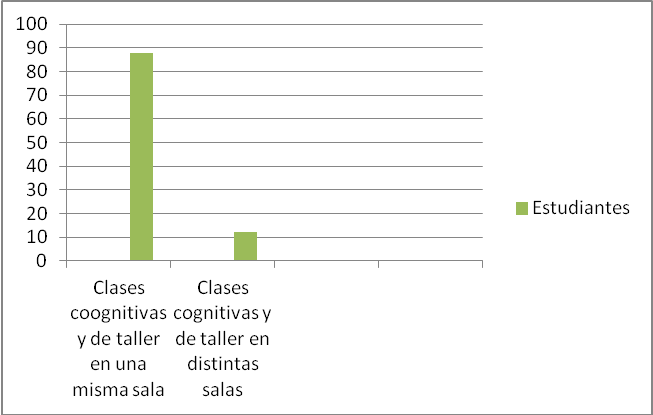 100
90
80
70
60
50
40
30
20
10
0
Clases
coognitivas
y de taller
en una
misma sala
Clases
cognitivas y
de taller en
distintas
salas
Estudiantes